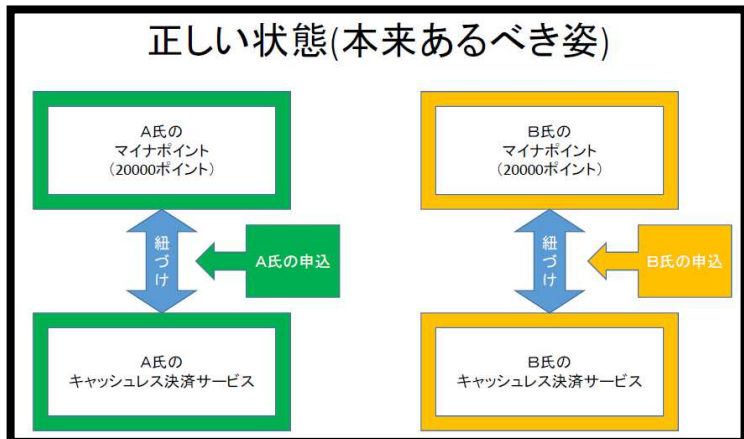 正しい状態(本来あるべき姿)
A氏の
マイナポイント
(20000ポイント)
紐づけ
A氏の申込
A氏の
キャッシュレス決済サービス
B氏の
マイナポイント
(20000ポイント)
紐づけ
B氏の申込
B氏の
キャッシュレス決済サービス